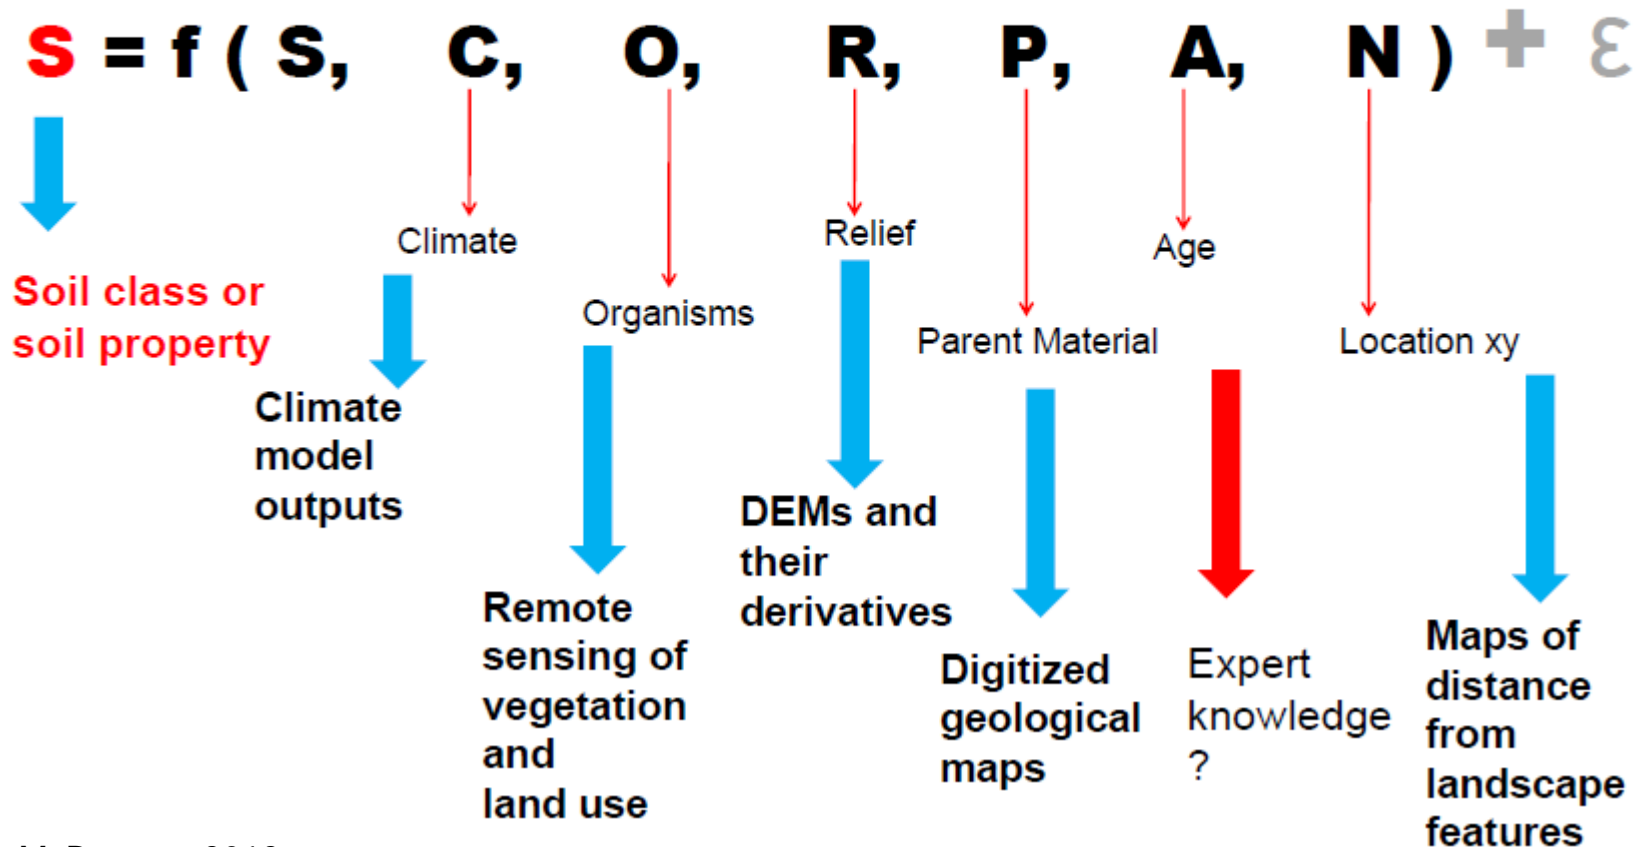 S = f ( S, C, O, R, P, A, N ) + ε
Soil class or
soil property
Climate
Climate
model
outputs
Organisms
Remote
sensing of
vegetation
and
land use
Relief
DEMs and
their
derivatives
Parent Material
Digitized
geological
maps
Age
Expert
knowledge
?
Location xy
Maps of
distance
from
landscape
features